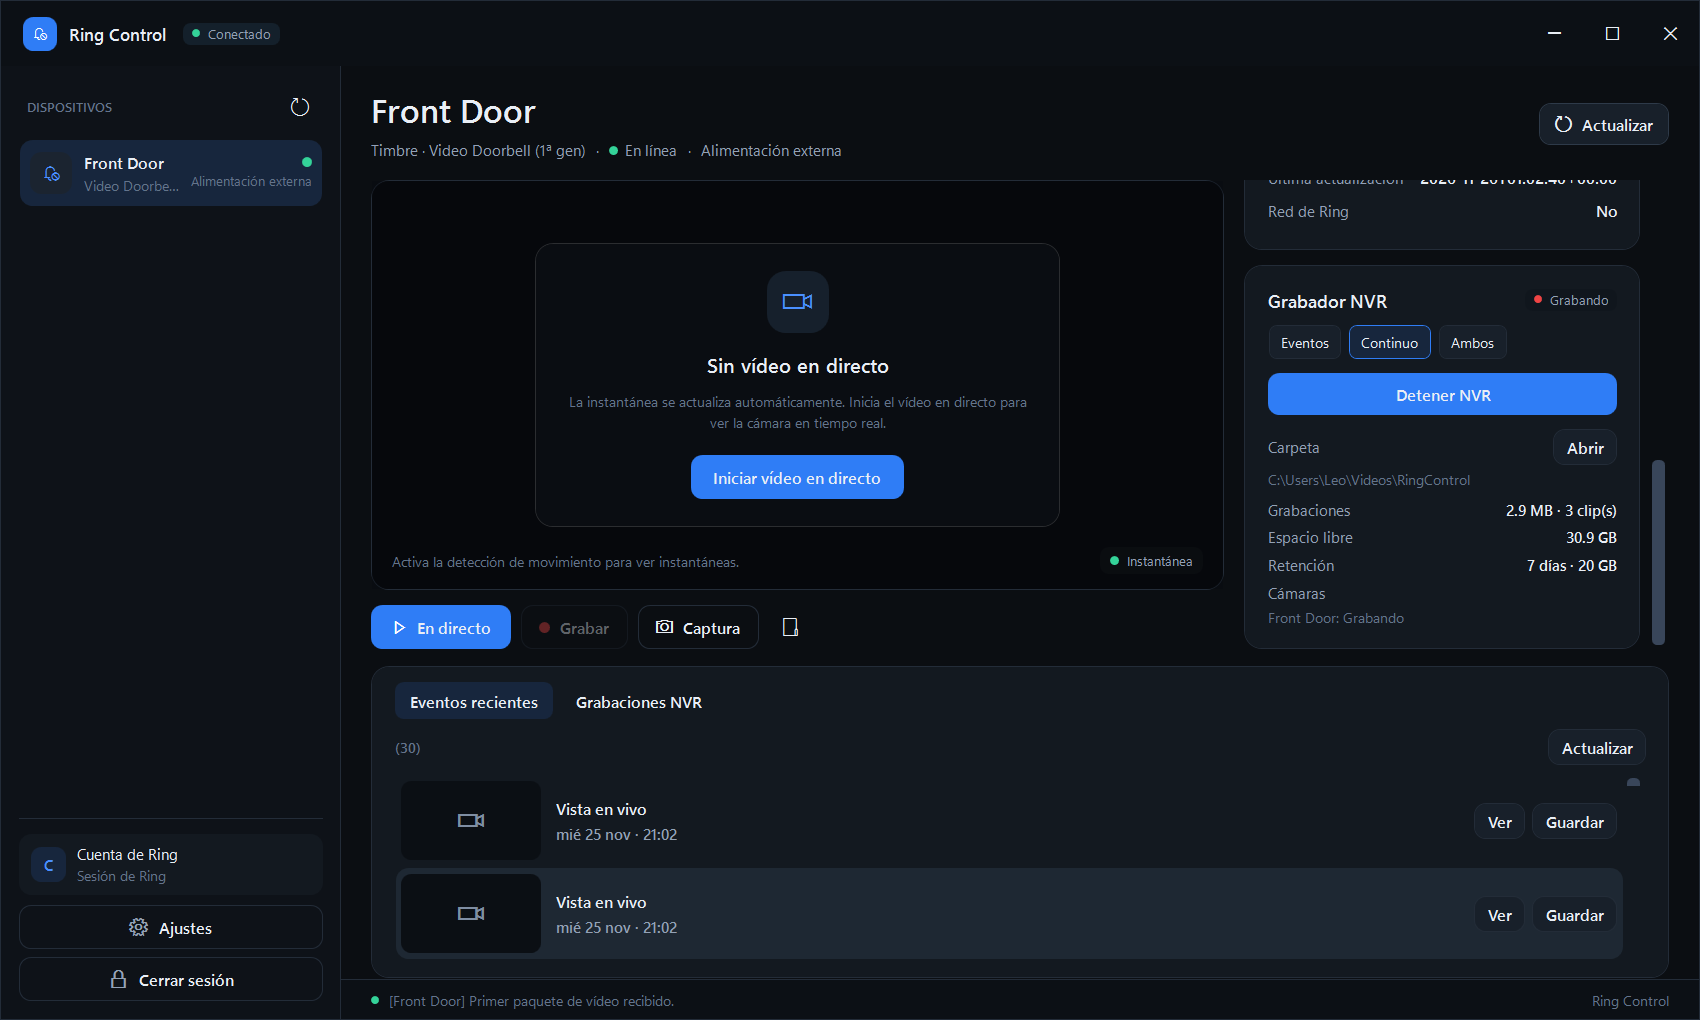 Ring Control
Conectado
DISPOSITIVOS
Front Door
Video Doorbe...
Alimentación externa
Cuenta de Ring
C
Sesión de Ring
Ajustes
Cerrar sesión
Front Door
Timbre · Video Doorbell (1ª gen) · En línea · Alimentación externa
Actualizar
Sin vídeo en directo
La instantánea se actualiza automáticamente. Inicia el vídeo en directo para
ver la cámara en tiempo real.
Iniciar vídeo en directo
Activa la detección de movimiento para ver instantáneas.
Instantánea
En directo
Grabar
Captura
Última actualización
Red de Ring
No
Grabador NVR
Grabando
Eventos
Continuo
Ambos
Detener NVR
Carpeta
Abrir
C:\Users\Leo\Videos\RingControl
Grabaciones
2.9 MB · 3 clip(s)
Espacio libre
30.9 GB
Retención
7 días · 20 GB
Cámaras
Front Door: Grabando
Eventos recientes
Grabaciones NVR
(30)
Actualizar
Vista en vivo
mié 25 nov · 21:02
Ver
Guardar
Vista en vivo
mié 25 nov · 21:02
Ver
Guardar
[Front Door] Primer paquete de vídeo recibido.
Ring Control